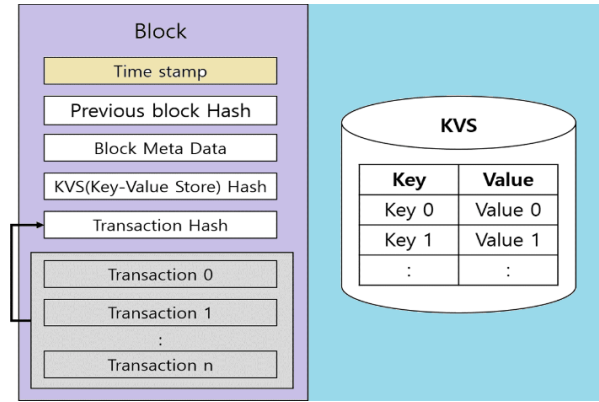 Block
Time stamp
Previous block Hash
Block Meta Data
KVS(Key-Value Store) Hash
Transaction Hash
Transaction 0
Transaction 1
:
Transaction n
KVS
Key Value
Key 0 Value 0
Key 1 Value 1
: :